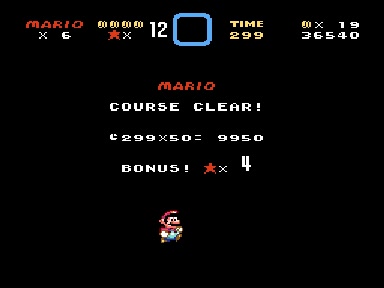 MARIO ★× 12 TIME ×19
× 6 299 36540
MARIO
COURSE CLEAR!
299×50= 9950
BONUS! ★× 4